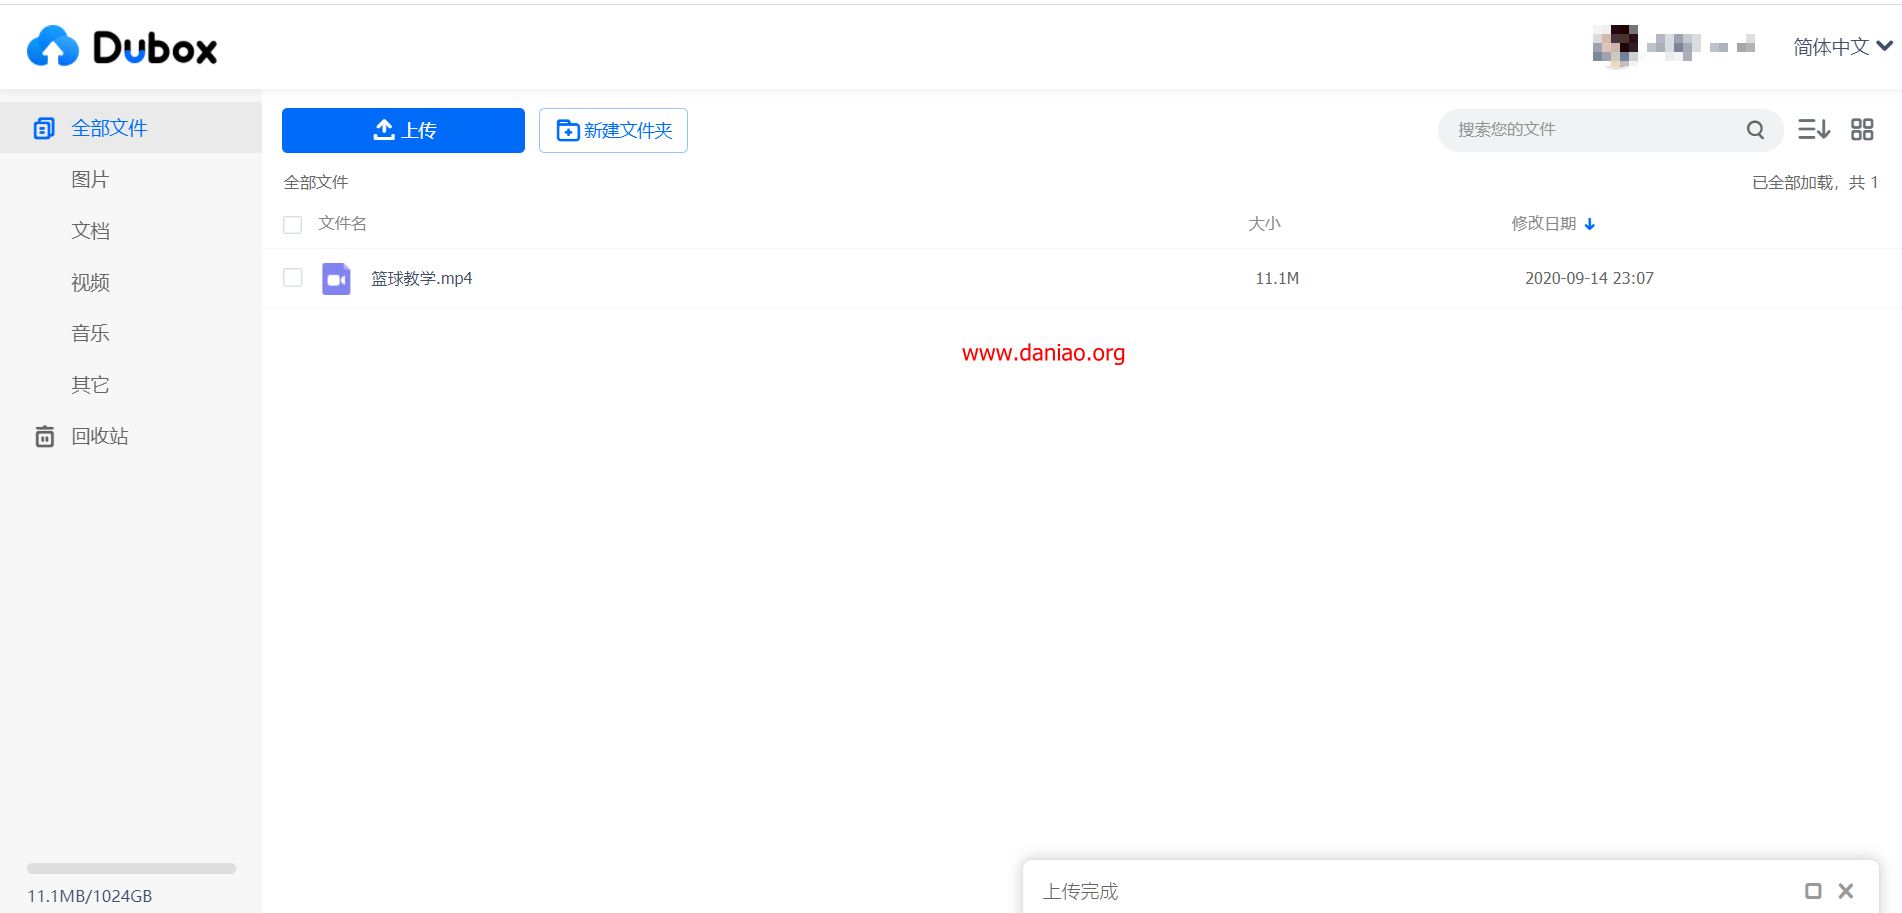 Dubox
简体中文
全部文件
图片
文档
视频
音乐
其它
回收站
11.1MB/1024GB
上传
新建文件夹
搜索您的文件
全部文件
已全部加载，共 1
文件名 大小 修改日期
篮球教学.mp4 11.1M 2020-09-14 23:07
www.daniao.org
上传完成